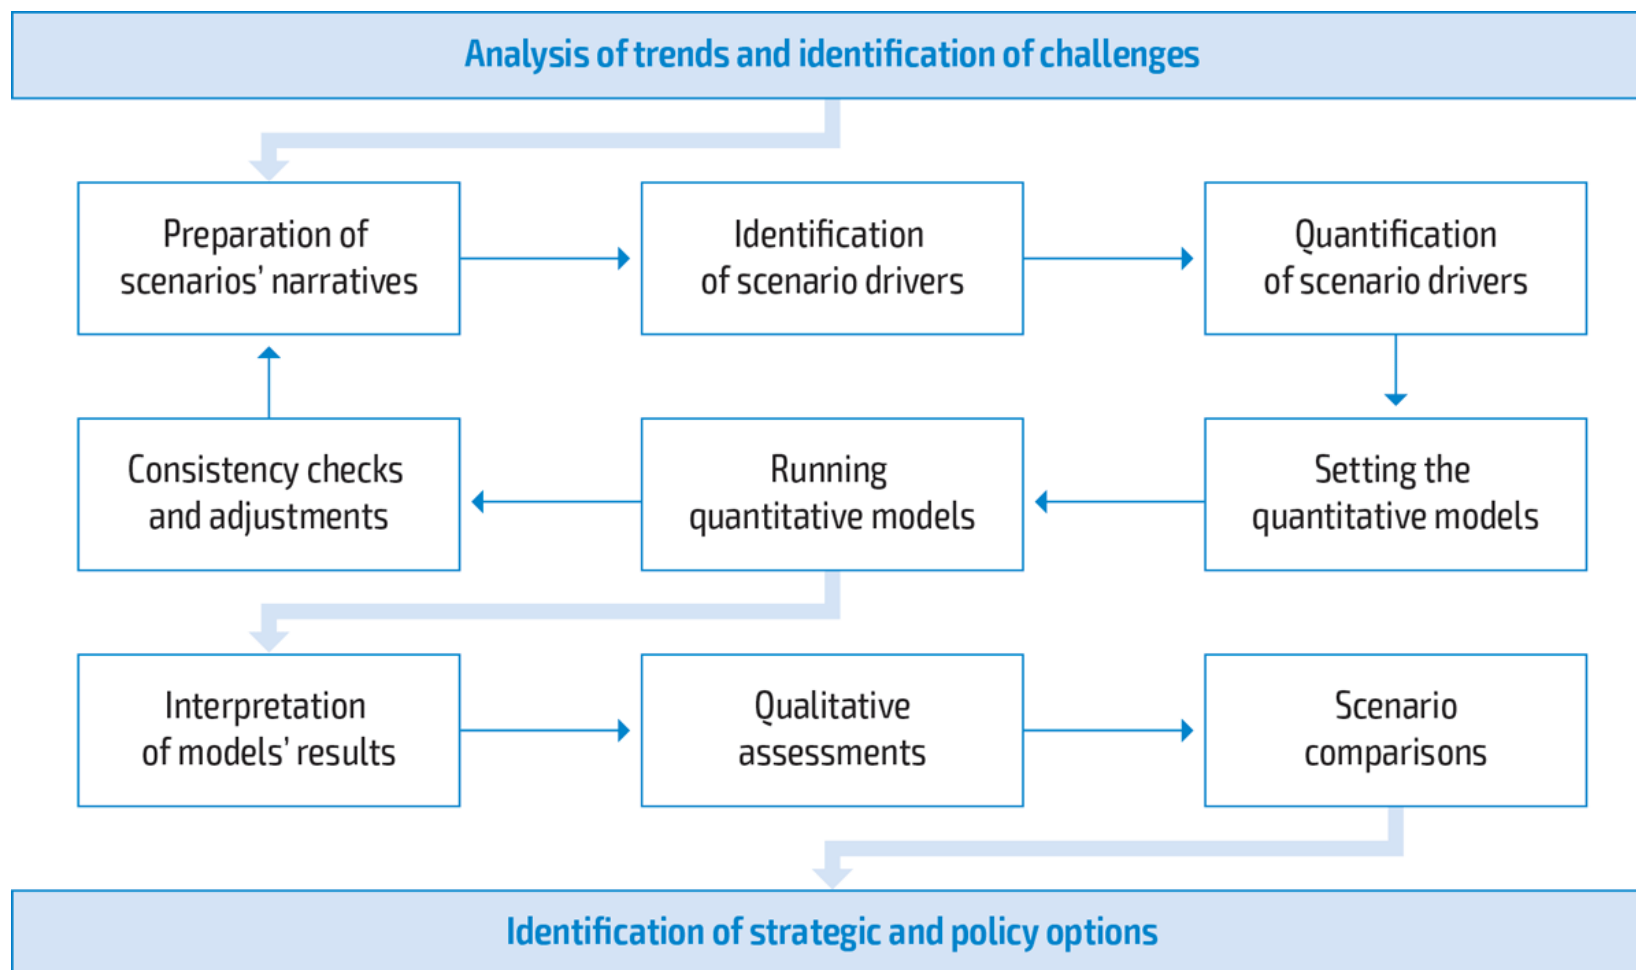 Analysis of trends and identification of challenges
Preparation of
scenarios’ narratives
Identification
of scenario drivers
Quantification
of scenario drivers
Consistency checks
and adjustments
Running
quantitative models
Setting the
quantitative models
Interpretation
of models’ results
Qualitative
assessments
Scenario
comparisons
Identification of strategic and policy options